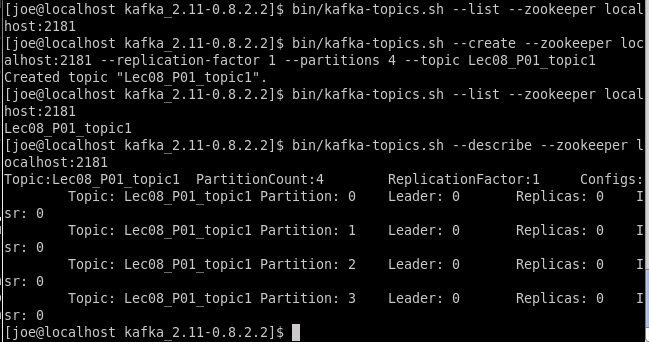 [joe@localhost kafka_2.11-0.8.2.2]$ bin/kafka-topics.sh --list --zookeeper local
host:2181
[joe@localhost kafka_2.11-0.8.2.2]$ bin/kafka-topics.sh --create --zookeeper loc
alhost:2181 --replication-factor 1 --partitions 4 --topic Lec08_P01_topic1
Created topic "Lec08_P01_topic1".
[joe@localhost kafka_2.11-0.8.2.2]$ bin/kafka-topics.sh --list --zookeeper local
host:2181
Lec08_P01_topic1
[joe@localhost kafka_2.11-0.8.2.2]$ bin/kafka-topics.sh --describe --zookeeper l
ocalhost:2181
Topic:Lec08_P01_topic1  PartitionCount:4        ReplicationFactor:1     Configs:
        Topic: Lec08_P01_topic1 Partition: 0    Leader: 0       Replicas: 0    I
sr: 0
        Topic: Lec08_P01_topic1 Partition: 1    Leader: 0       Replicas: 0    I
sr: 0
        Topic: Lec08_P01_topic1 Partition: 2    Leader: 0       Replicas: 0    I
sr: 0
        Topic: Lec08_P01_topic1 Partition: 3    Leader: 0       Replicas: 0    I
sr: 0
[joe@localhost kafka_2.11-0.8.2.2]$